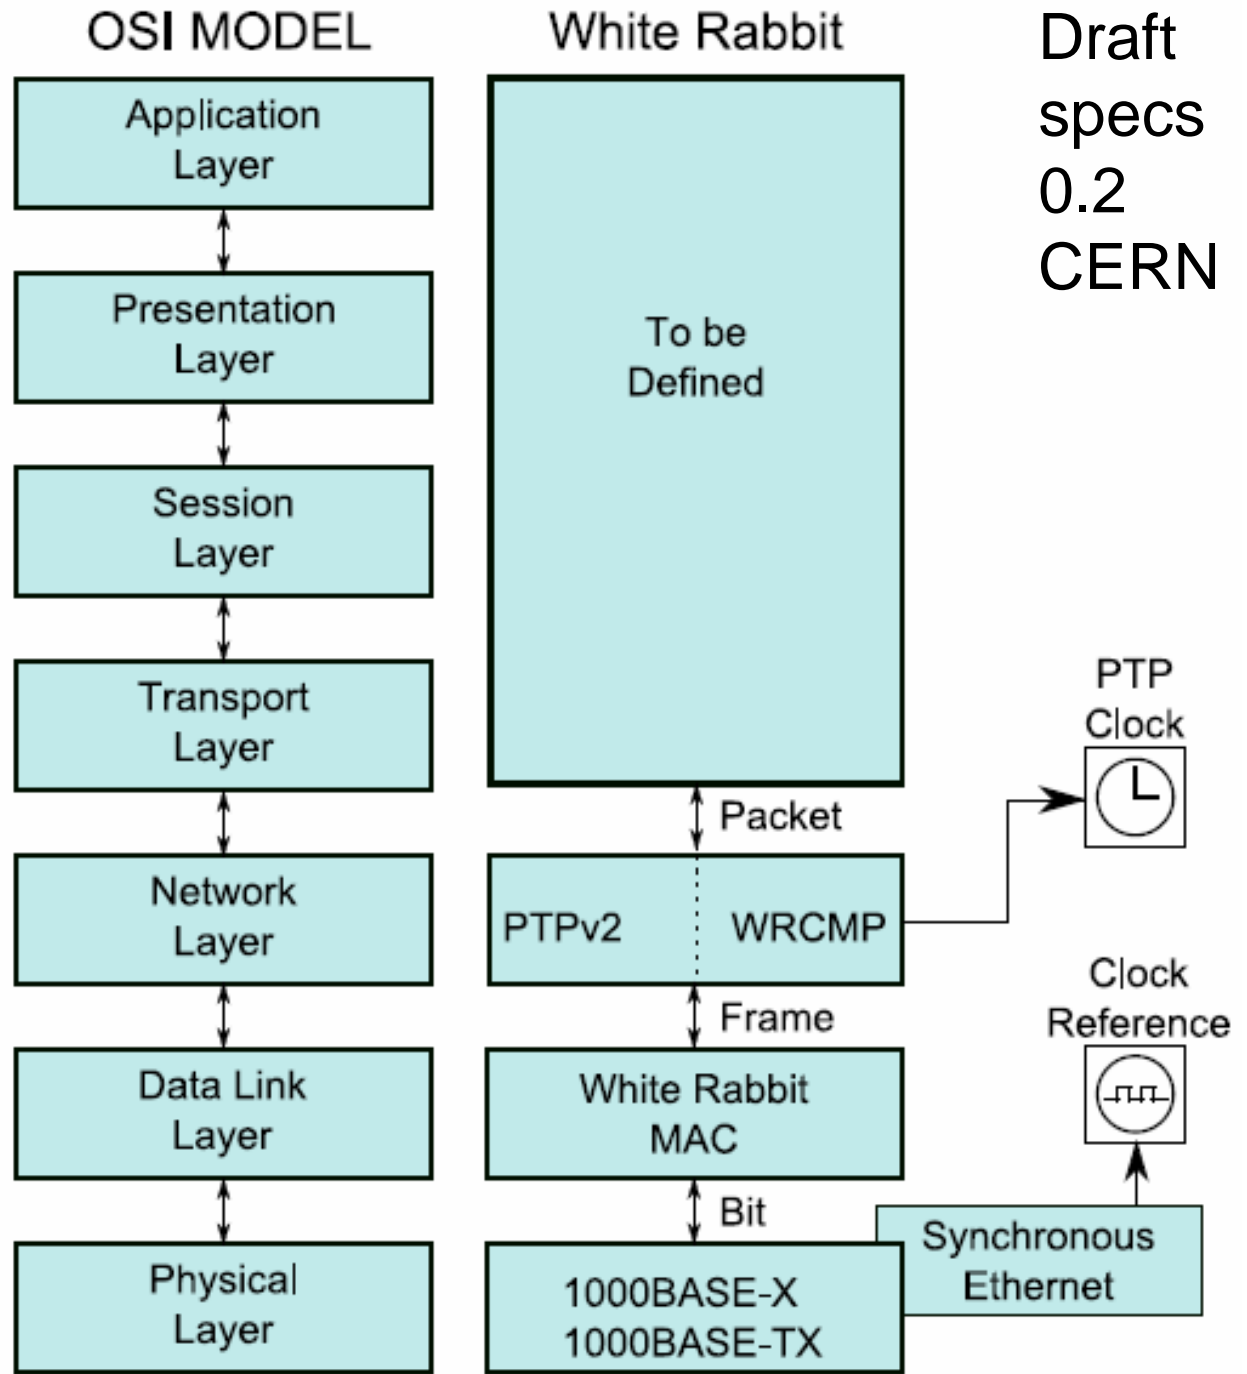 OSI MODEL
White Rabbit
Draft
specs
0.2
CERN
Application
Layer
Presentation
Layer
Session
Layer
Transport
Layer
Network
Layer
Data Link
Layer
Physical
Layer
To be
Defined
Packet
PTPv2
WRCMP
Frame
White Rabbit
MAC
Bit
1000BASE-X
1000BASE-TX
PTP
Clock
Clock
Reference
Synchronous
Ethernet